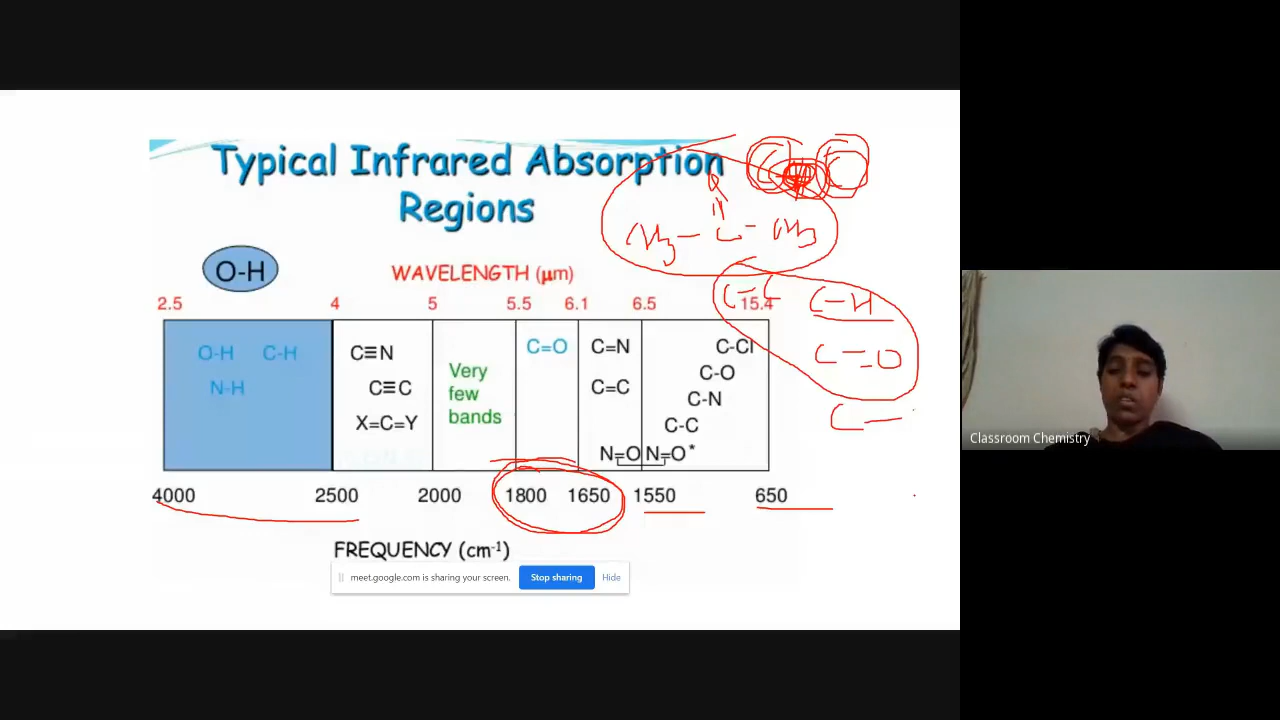 Typical Infrared Absorption
Regions
O
||
CH3 - C - CH3
O-H
WAVELENGTH (μm)
2.5 4 5 5.5 6.1 6.5 15.4
C-C C-H
C=O
C-
O-H C-H
N-H
C≡N
C≡C
X=C=Y
Very
few
bands
C=O
C=N
C=C
C-Cl
C-O
C-N
C-C
N=O N=O*
4000 2500 2000 1800 1650 1550 650
FREQUENCY (cm-1)
meet.google.com is sharing your screen. Stop sharing Hide
Classroom Chemistry